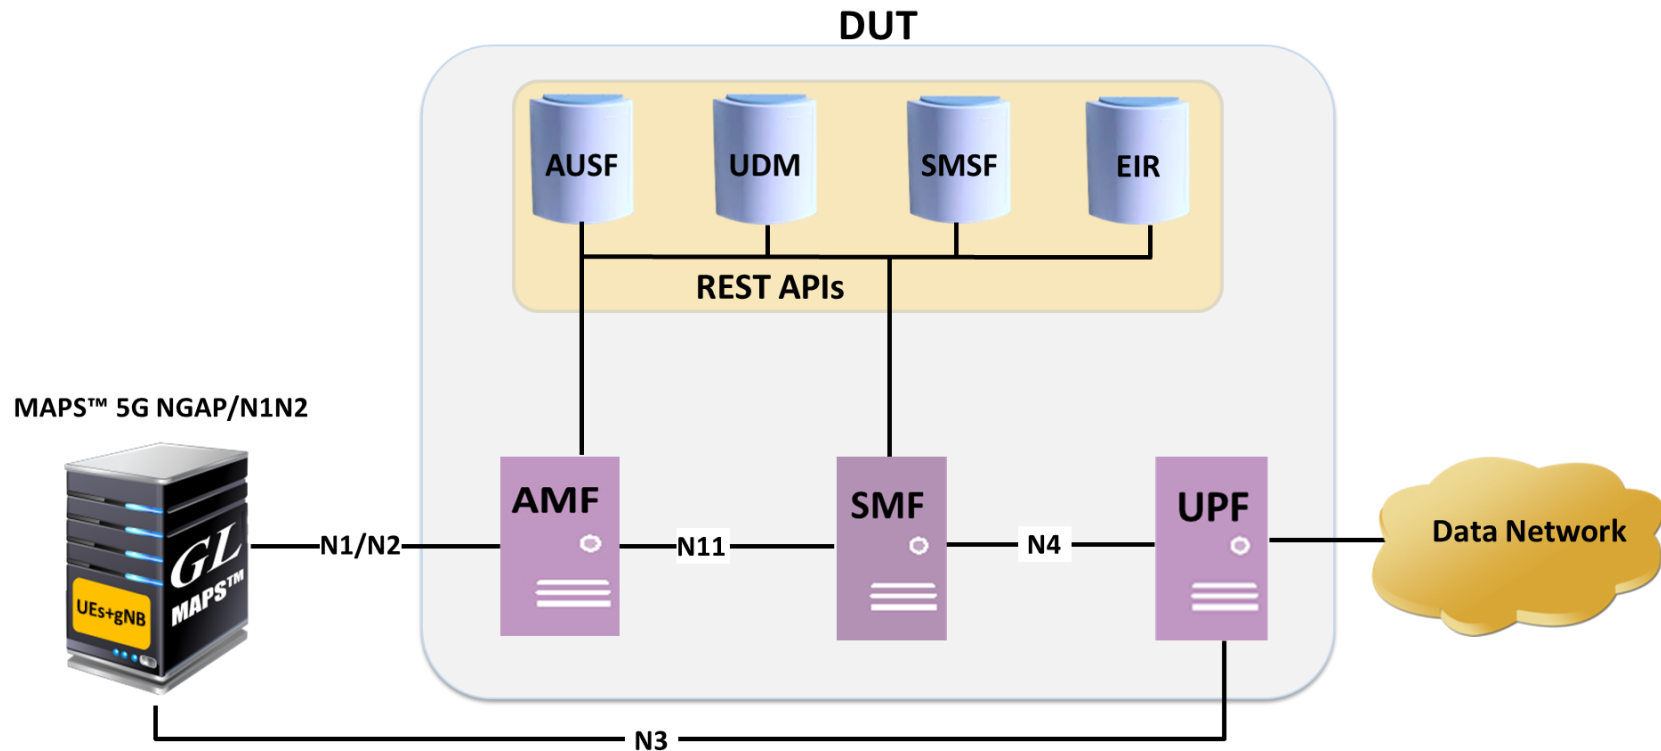 DUT
AUSF
UDM
SMSF
EIR
REST APIs
MAPS™ 5G NGAP/N1N2
GL
MAPS™
UEs+gNB
N1/N2
AMF
N11
SMF
N4
UPF
Data Network
N3